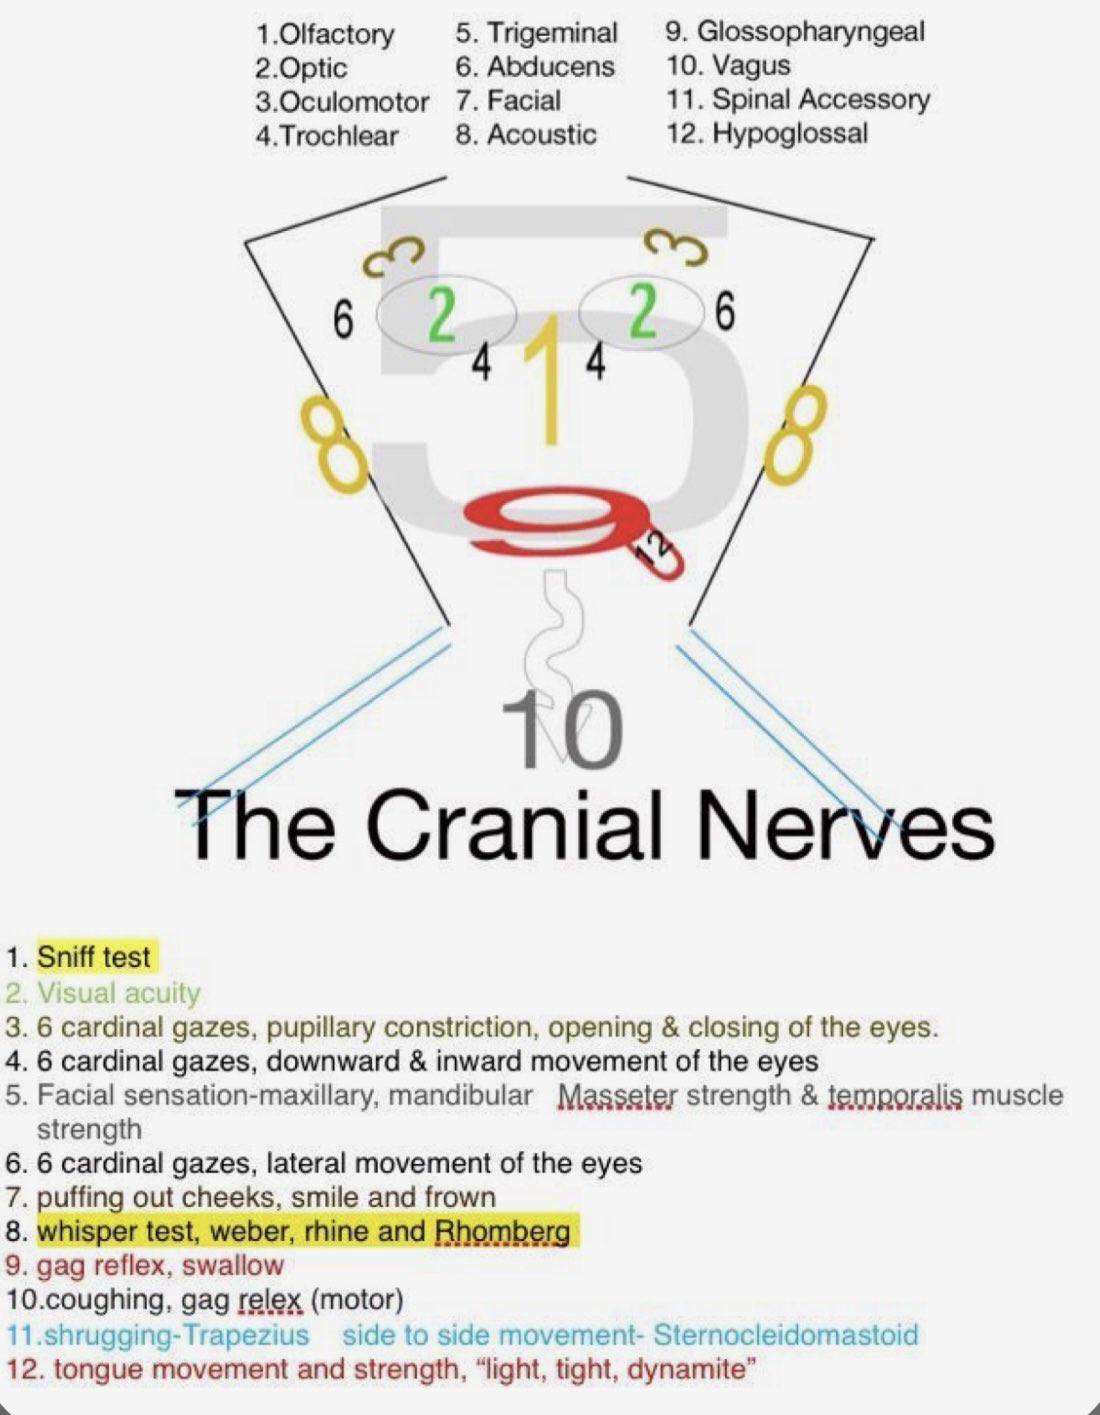 1.Olfactory
2.Optic
3.Oculomotor
4.Trochlear
5. Trigeminal
6. Abducens
7. Facial
8. Acoustic
9. Glossopharyngeal
10. Vagus
11. Spinal Accessory
12. Hypoglossal
5
3 3
6 2 2 6
4 1 4
8 8
9
12
10
The Cranial Nerves
1. Sniff test
2. Visual acuity
3. 6 cardinal gazes, pupillary constriction, opening & closing of the eyes.
4. 6 cardinal gazes, downward & inward movement of the eyes
5. Facial sensation-maxillary, mandibular Masseter strength & temporalis muscle
strength
6. 6 cardinal gazes, lateral movement of the eyes
7. puffing out cheeks, smile and frown
8. whisper test, weber, rhine and Rhomberg
9. gag reflex, swallow
10.coughing, gag relex (motor)
11.shrugging-Trapezius side to side movement- Sternocleidomastoid
12. tongue movement and strength, “light, tight, dynamite”